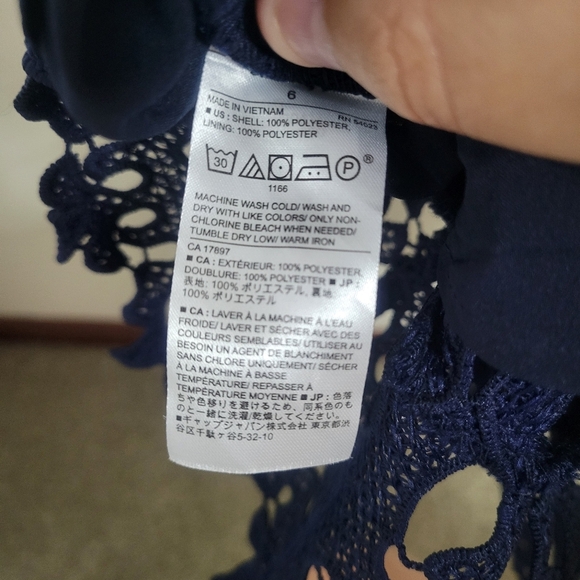 6
MADE IN VIETNAM RN 54023
■ US : SHELL: 100% POLYESTER,
LINING: 100% POLYESTER
30 P ®
1166
MACHINE WASH COLD/ WASH AND
DRY WITH LIKE COLORS/ ONLY NON-
CHLORINE BLEACH WHEN NEEDED/
TUMBLE DRY LOW/ WARM IRON
CA 17897
■ CA : EXTÉRIEUR: 100% POLYESTER,
DOUBLURE: 100% POLYESTER ■ JP :
表地: 100% ポリエステル, 裏地:
100% ポリエステル
■ CA : LAVER À LA MACHINE À L'EAU
FROIDE/ LAVER ET SÉCHER AVEC DES
COULEURS SEMBLABLES/ UTILISER AU
BESOIN UN AGENT DE BLANCHIMENT
SANS CHLORE UNIQUEMENT/ SÉCHER
À LA MACHINE À BASSE
TEMPÉRATURE/ REPASSER À
TEMPÉRATURE MOYENNE ■ JP : 色落
ちや色移りを避けるため、同系色のも
のと一緒に洗濯/乾燥してください。
■ギャップジャパン株式会社 東京都渋
谷区千駄ヶ谷5-32-10